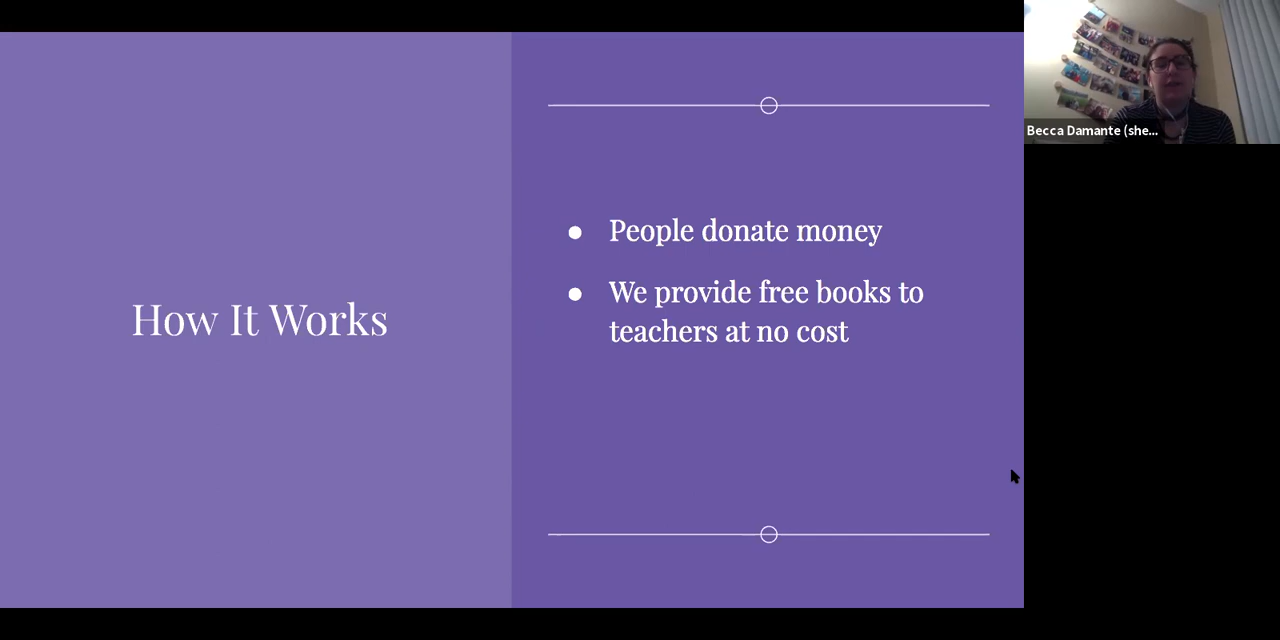 How It Works
People donate money
We provide free books to
teachers at no cost
Becca Damante (she...